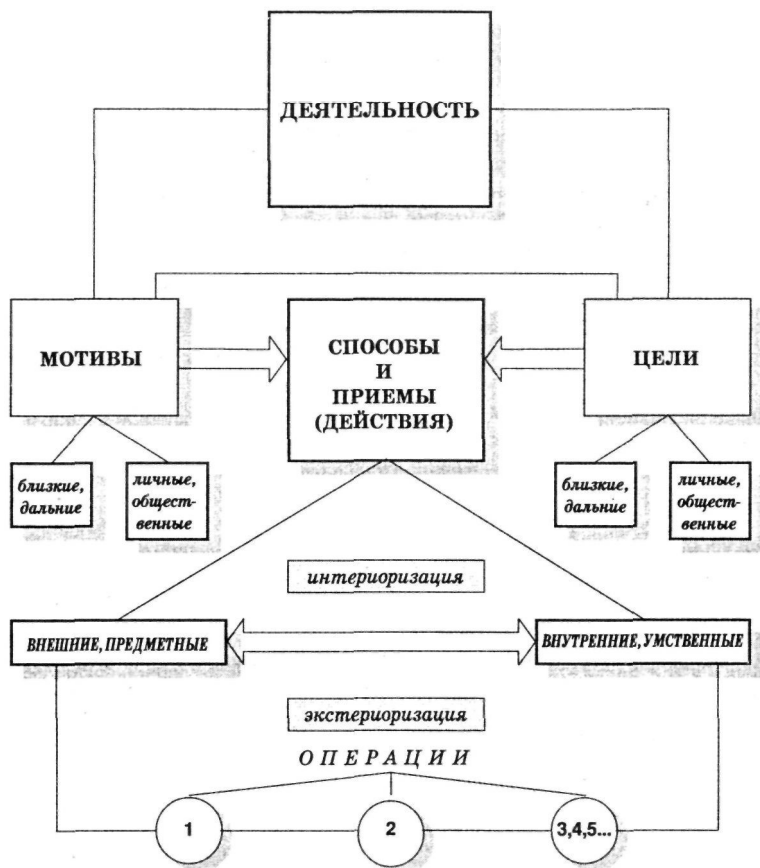 ДЕЯТЕЛЬНОСТЬ
МОТИВЫ
СПОСОБЫ
И
ПРИЕМЫ
(ДЕЙСТВИЯ)
ЦЕЛИ
близкие,
дальние
личные,
общест-
венные
близкие,
дальние
личные,
общест-
венные
интериоризация
ВНЕШНИЕ, ПРЕДМЕТНЫЕ
ВНУТРЕННИЕ, УМСТВЕННЫЕ
экстериоризация
ОПЕРАЦИИ
1
2
3,4,5...